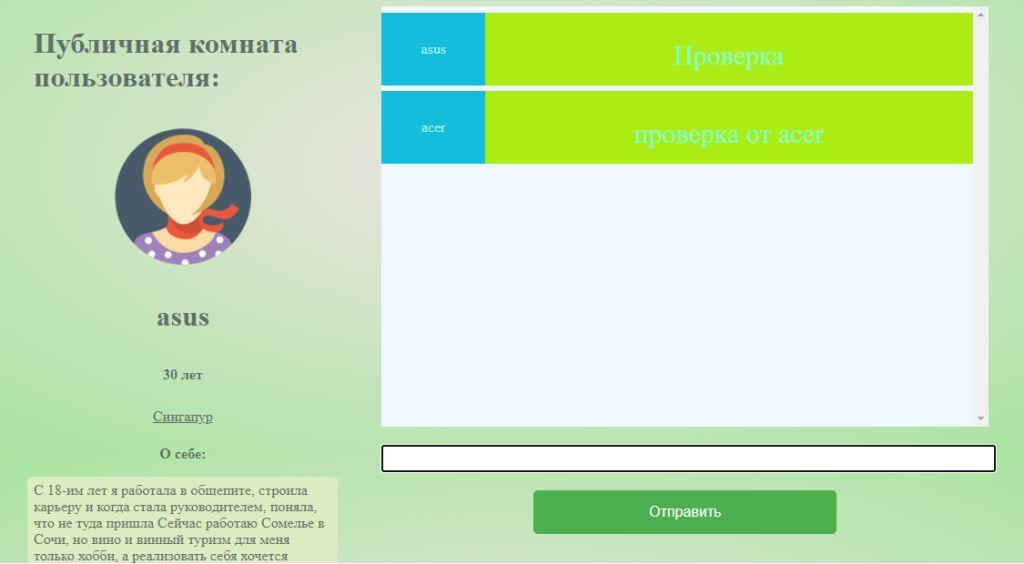 Публичная комната
пользователя:
asus
30 лет
Сингапур
О себе:
С 18-им лет я работала в общепите, строила
карьеру и когда стала руководителем, поняла,
что не туда пришла Сейчас работаю Сомелье в
Сочи, но вино и винный туризм для меня
только хобби, а реализовать себя хочется
asus
Проверка
acer
проверка от acer
Отправить